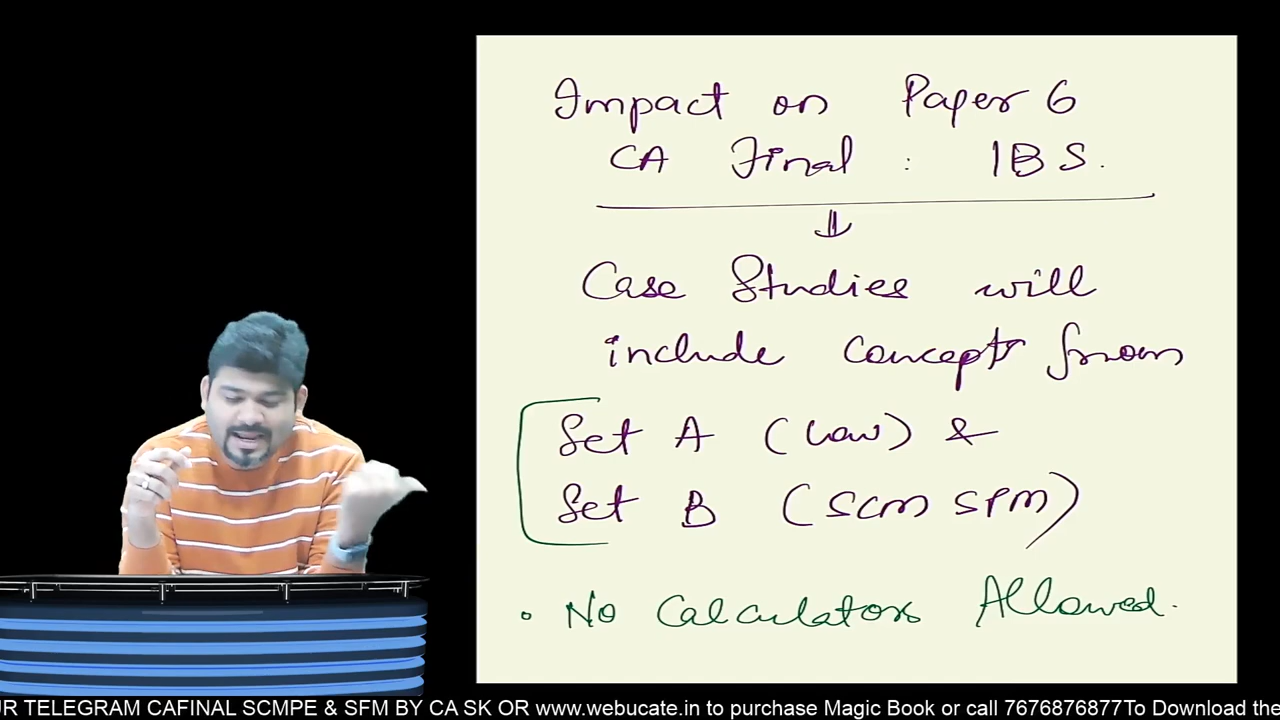 Impact on Paper 6
CA Final : IBS.
Case Studies will
include concepts from
Set A (Law) &
Set B (SCM SPM)
• No Calculators Allowed.
UR TELEGRAM CAFINAL SCMPE & SFM BY CA SK OR www.webucate.in to purchase Magic Book or call 7676876877To Download the